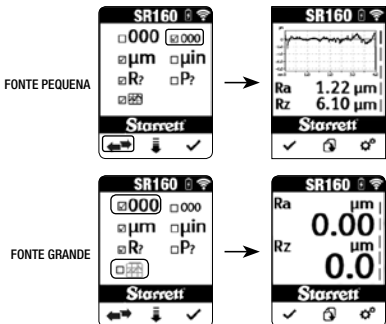 SR160
SR160
000
000
μm
μin
R?
P?
FONTE PEQUENA
Ra 1.22 μm
Rz 6.10 μm
Starrett
Starrett
SR160
SR160
000
000
μm
μin
R?
P?
FONTE GRANDE
Ra μm
0.00
Rz μm
0.0
Starrett
Starrett